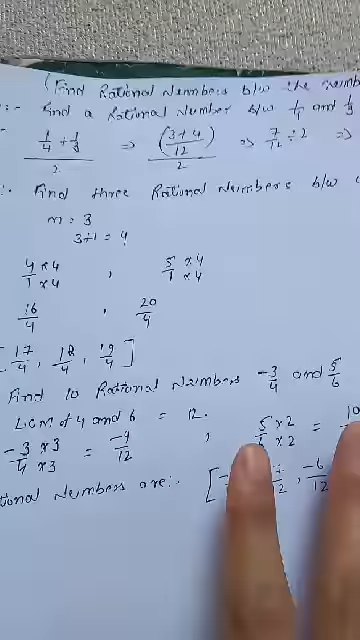 (Find Rational Numbers b/w the numbe
:- Find a Rational Number b/w 1/4 and 1/3
(1/4 + 1/3)/2 => ((3+4)/12)/2 => 7/12 ÷ 2 =>
:. Find three Rational Numbers b/w
n : 3
3+1 = 4
4/1 ×4/×4 , 5/1 ×4/×4
16/4 , 20/4
[17/4, 18/4, 19/4]
Find 10 Rational Numbers -3/4 and 5/6
LCM of 4 and 6 = 12.
-3/4 ×3/×3 = -9/12 , 5/6 ×2/×2 = 10
tional Numbers are:- [ , -6/12